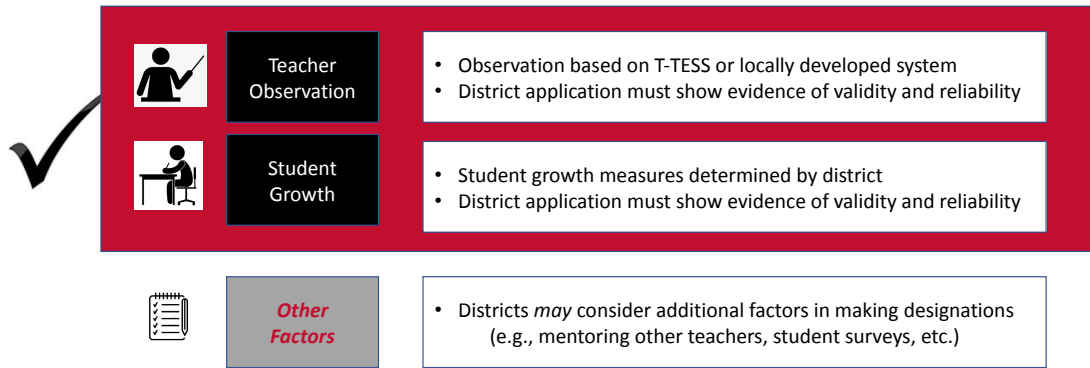 Teacher
Observation
• Observation based on T-TESS or locally developed system
• District application must show evidence of validity and reliability
Student
Growth
• Student growth measures determined by district
• District application must show evidence of validity and reliability
Other
Factors
• Districts may consider additional factors in making designations
(e.g., mentoring other teachers, student surveys, etc.)